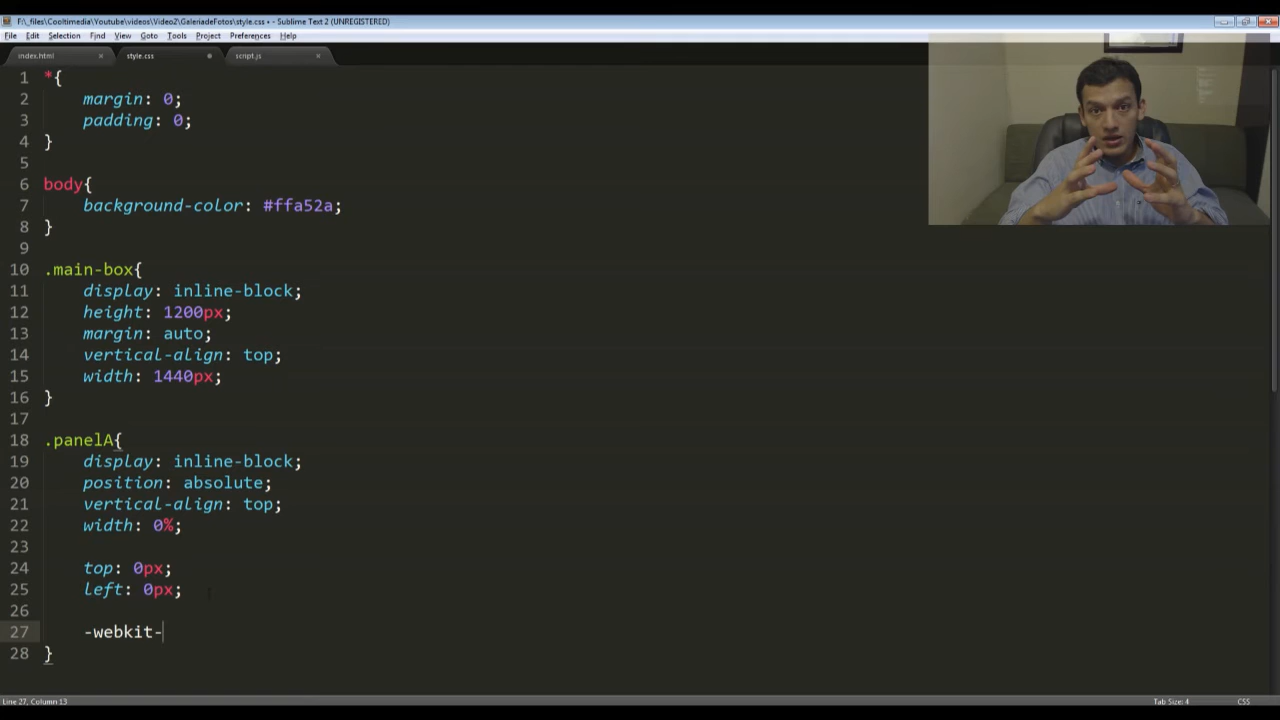 F:\_files\Cooltimedia\Youtube\videos\Video2\GaleriadeFotos\style.css • - Sublime Text 2 (UNREGISTERED)
File Edit Selection Find View Goto Tools Project Preferences Help
index.html × style.css script.js ×
1 *{
2 margin: 0;
3 padding: 0;
4 }
5
6 body{
7 background-color: #ffa52a;
8 }
9
10 .main-box{
11 display: inline-block;
12 height: 1200px;
13 margin: auto;
14 vertical-align: top;
15 width: 1440px;
16 }
17
18 .panelA{
19 display: inline-block;
20 position: absolute;
21 vertical-align: top;
22 width: 0%;
23
24 top: 0px;
25 left: 0px;
26
27 -webkit-
28 }
Line 27, Column 13 Tab Size: 4 CSS